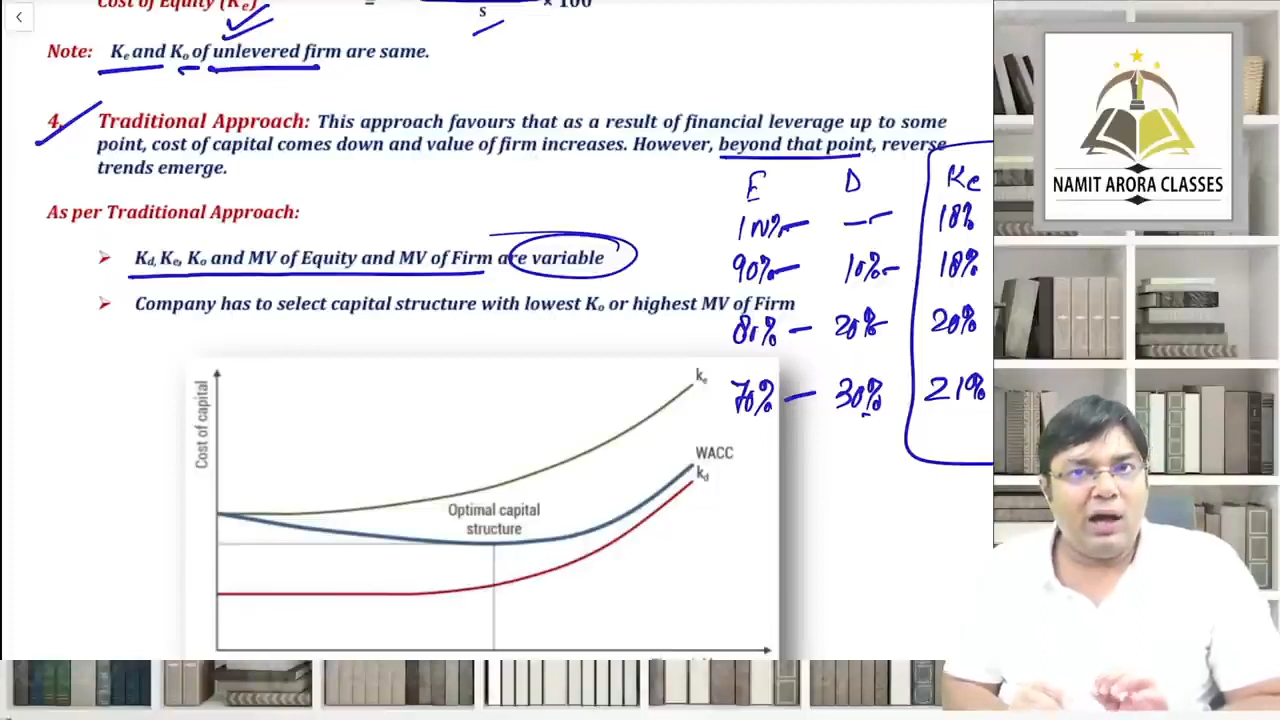 Cost of Equity (Ke) = s × 100
Note: Ke and Ko of unlevered firm are same.
4. Traditional Approach: This approach favours that as a result of financial leverage up to some
point, cost of capital comes down and value of firm increases. However, beyond that point, reverse
trends emerge.
As per Traditional Approach:
Kd, Ke, Ko and MV of Equity and MV of Firm are variable
Company has to select capital structure with lowest Ko or highest MV of Firm
E D Ke
100% — 18%
90% 10% 18%
80% 20% 20%
70% 30% 21%
Cost of capital
ke
WACC
kd
Optimal capital
structure
NAMIT ARORA CLASSES